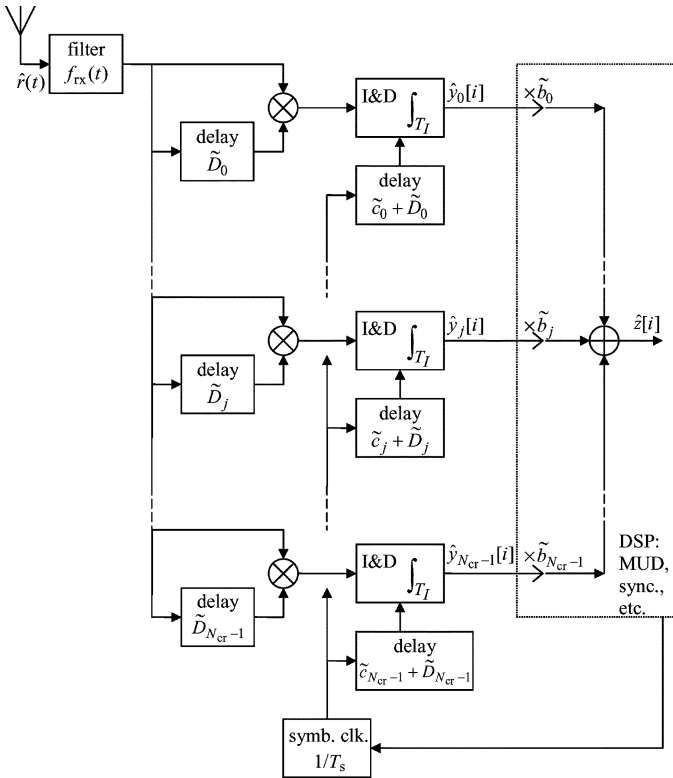 filter
f_rx(t)
r̂(t)
delay
D̃_0
I&D ∫_{T_I}
ŷ_0[i]
×b̃_0
delay
c̃_0 + D̃_0
delay
D̃_j
I&D ∫_{T_I}
ŷ_j[i]
×b̃_j
ẑ[i]
delay
c̃_j + D̃_j
delay
D̃_{N_cr−1}
I&D ∫_{T_I}
ŷ_{N_cr−1}[i]
×b̃_{N_cr−1}
DSP:
MUD,
sync.,
etc.
delay
c̃_{N_cr−1} + D̃_{N_cr−1}
symb. clk.
1/T_s